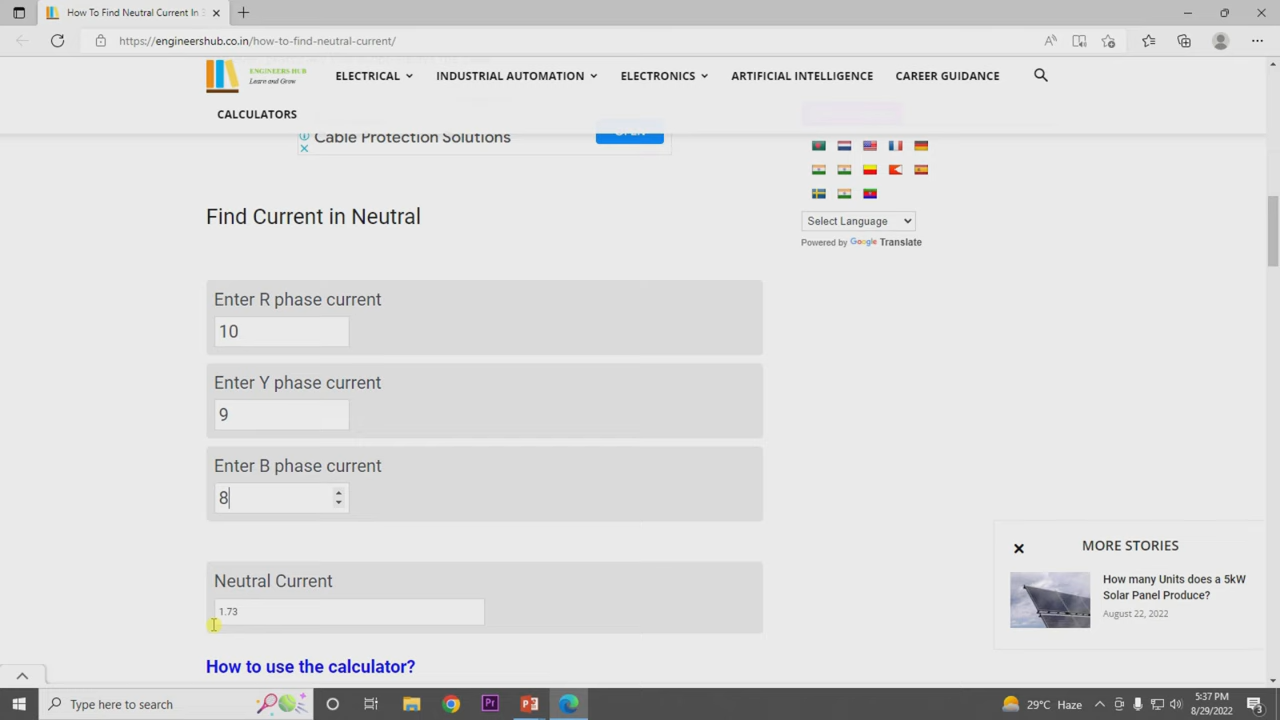 How To Find Neutral Current In
https://engineershub.co.in/how-to-find-neutral-current/
ENGINEERS HUB
Learn and Grow
ELECTRICAL
INDUSTRIAL AUTOMATION
ELECTRONICS
ARTIFICIAL INTELLIGENCE
CAREER GUIDANCE
CALCULATORS
Cable Protection Solutions
OPEN
Select Language
Powered by Google Translate
Find Current in Neutral
Enter R phase current
10
Enter Y phase current
9
Enter B phase current
8
Neutral Current
1.73
How to use the calculator?
MORE STORIES
How many Units does a 5kW
Solar Panel Produce?
August 22, 2022
Type here to search
Pr
29°C Haze
5:37 PM
8/29/2022
3